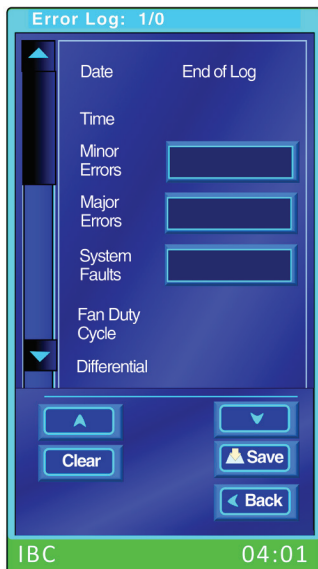 Error Log: 1/0
Date End of Log
Time
Minor
Errors
Major
Errors
System
Faults
Fan Duty
Cycle
Differential
Clear
Save
Back
IBC 04:01